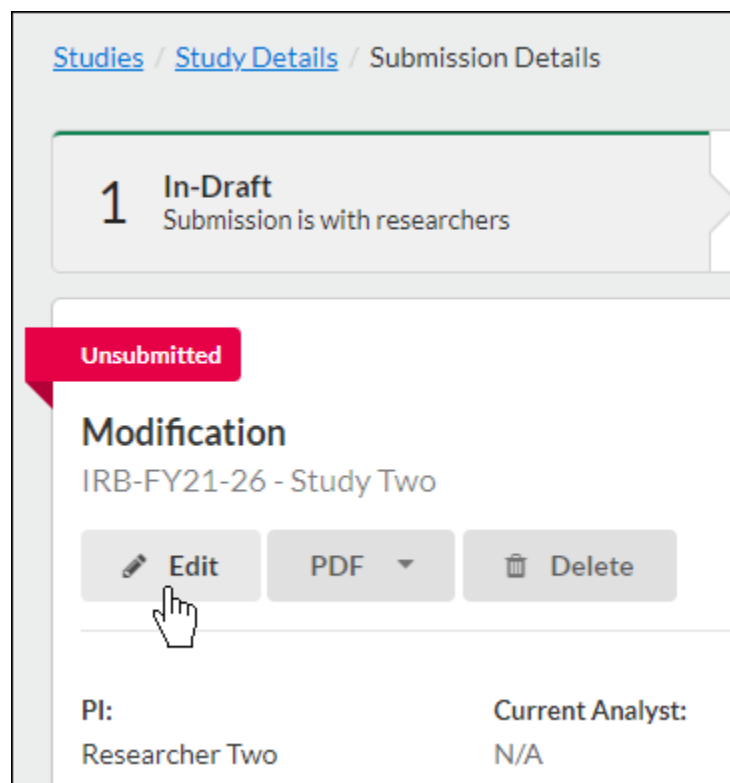 Studies / Study Details / Submission Details
1
In-Draft
Submission is with researchers
Unsubmitted
Modification
IRB-FY21-26 - Study Two
Edit PDF Delete
PI: Current Analyst:
Researcher Two N/A